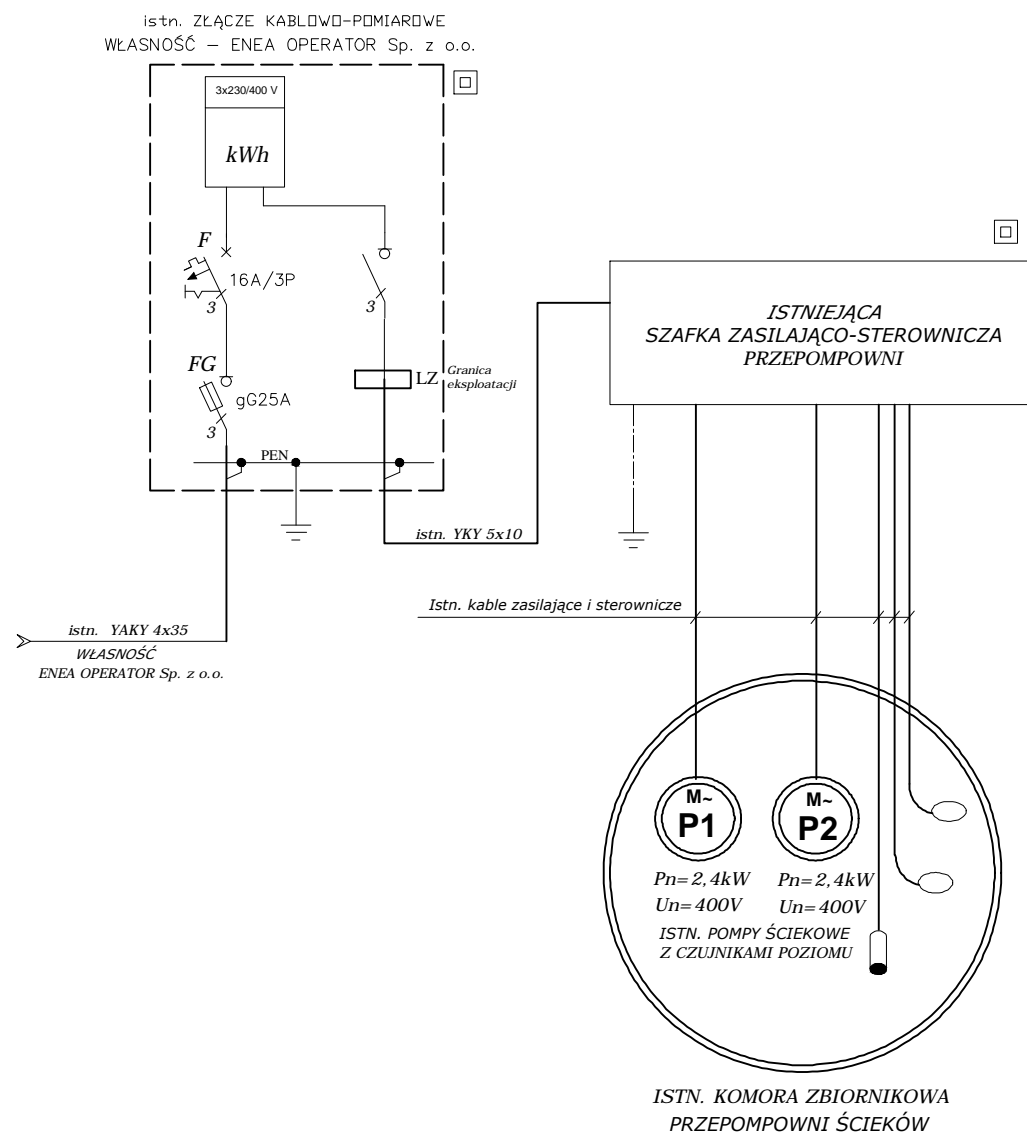 istn. ZŁĄCZE KABLOWO-POMIAROWE
WŁASNOŚĆ – ENEA OPERATOR Sp. z o.o.
3x230/400 V
kWh
F
16A/3P
3
3
FG
gG25A
3
LZ
Granica
eksploatacji
PEN
ISTNIEJĄCA
SZAFKA ZASILAJĄCO-STEROWNICZA
PRZEPOMPOWNI
istn. YKY 5x10
Istn. kable zasilające i sterownicze
istn. YAKY 4x35
WŁASNOŚĆ
ENEA OPERATOR Sp. z o.o.
M~
P1
M~
P2
Pn=2,4kW
Un=400V
Pn=2,4kW
Un=400V
ISTN. POMPY ŚCIEKOWE
Z CZUJNIKAMI POZIOMU
ISTN. KOMORA ZBIORNIKOWA
PRZEPOMPOWNI ŚCIEKÓW